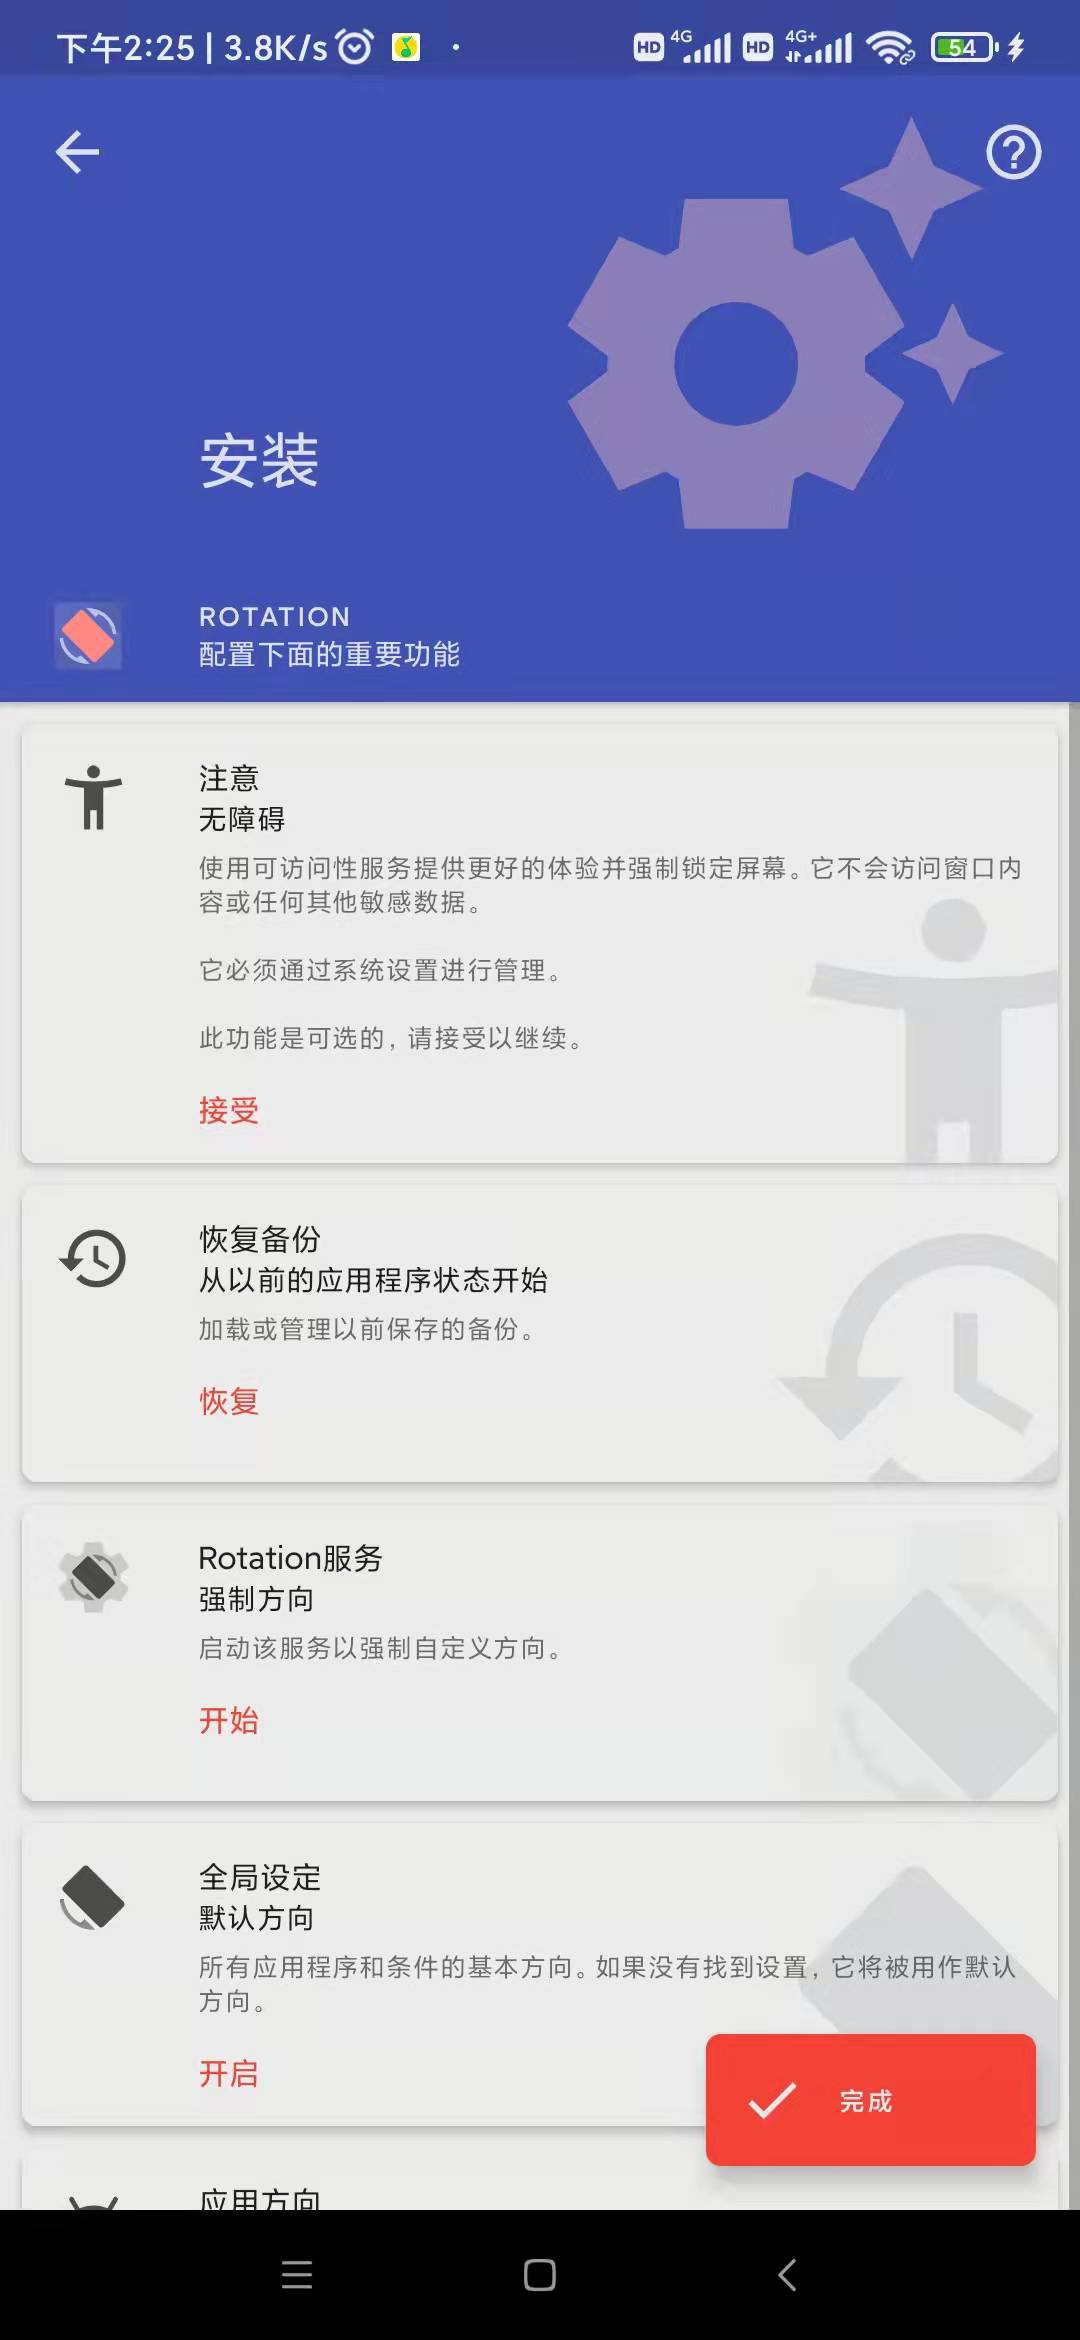 下午2:25 | 3.8K/s
HD 4G HD 4G+ 54
安装
ROTATION
配置下面的重要功能
注意
无障碍
使用可访问性服务提供更好的体验并强制锁定屏幕。它不会访问窗口内
容或任何其他敏感数据。
它必须通过系统设置进行管理。
此功能是可选的，请接受以继续。
接受
恢复备份
从以前的应用程序状态开始
加载或管理以前保存的备份。
恢复
Rotation服务
强制方向
启动该服务以强制自定义方向。
开始
全局设定
默认方向
所有应用程序和条件的基本方向。如果没有找到设置，它将被用作默认
方向。
开启
完成
应用方向